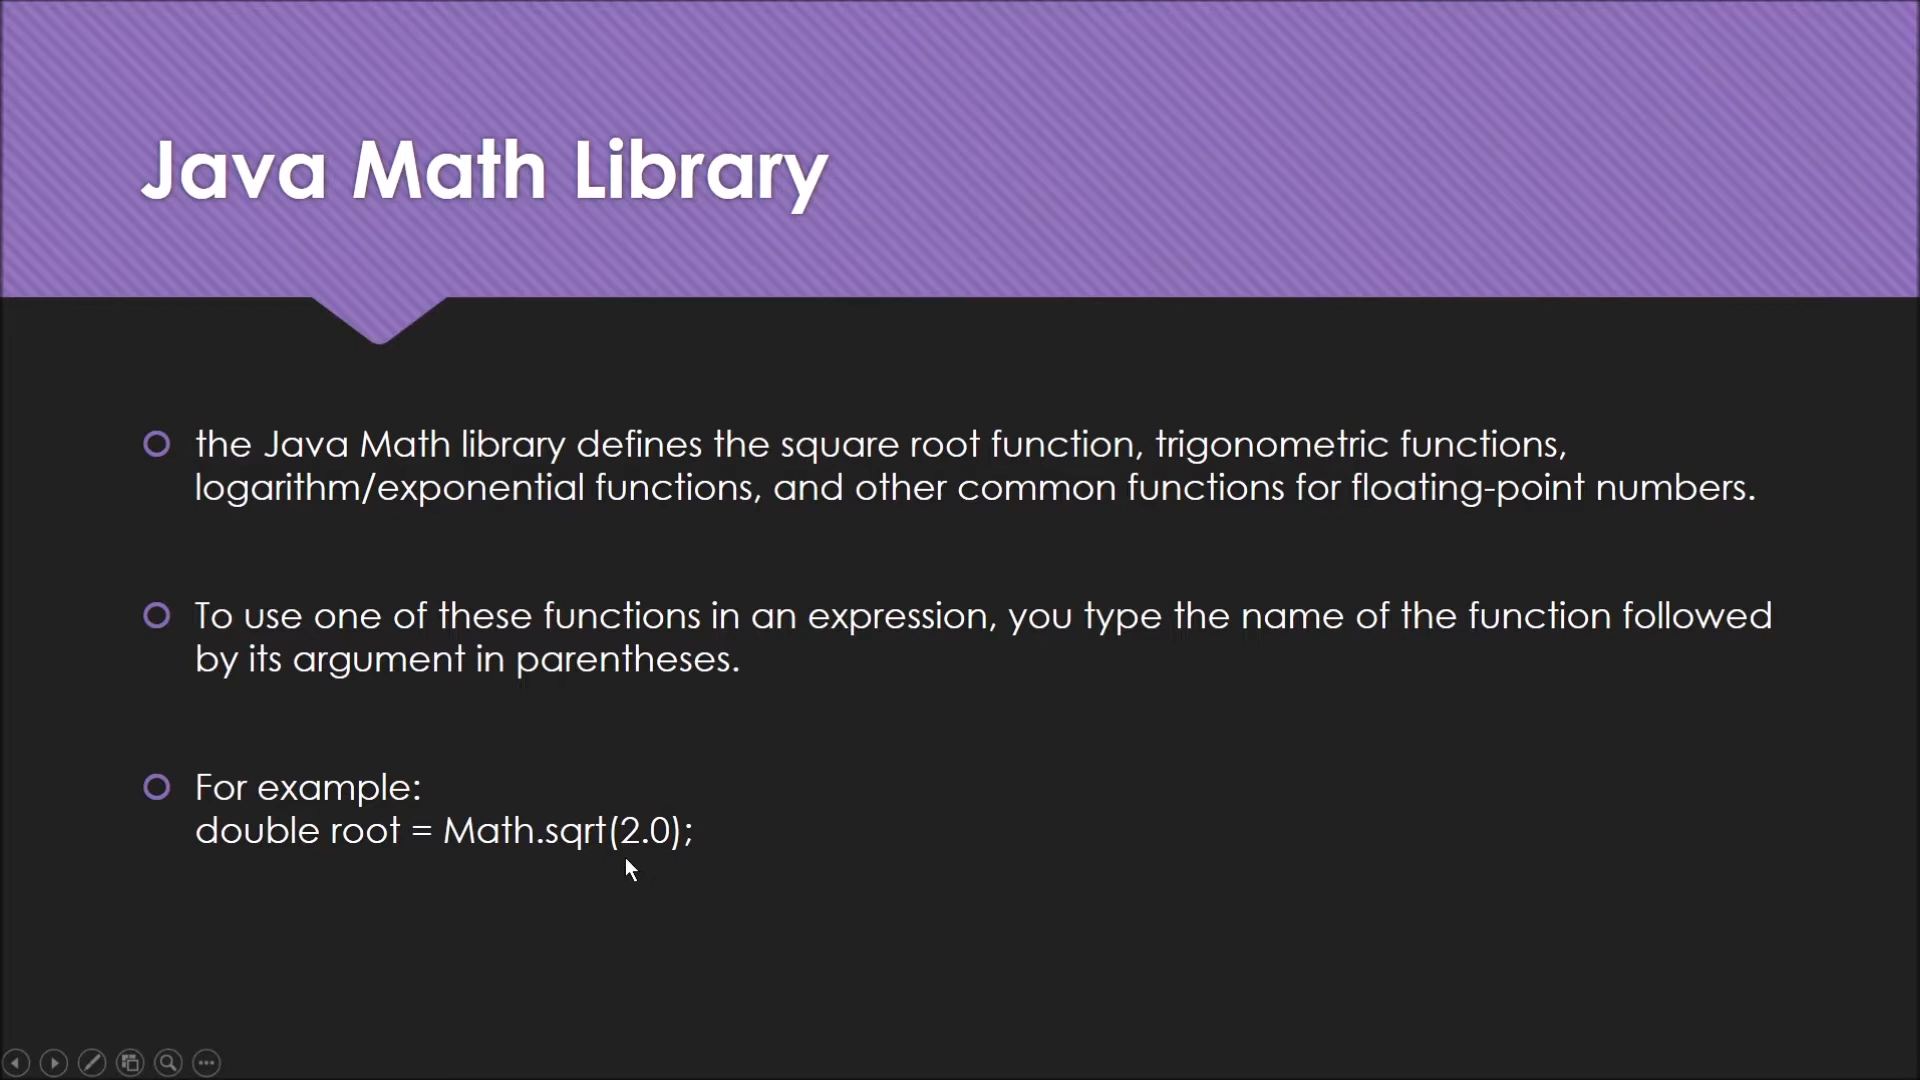 Java Math Library
the Java Math library defines the square root function, trigonometric functions,
logarithm/exponential functions, and other common functions for floating-point numbers.
To use one of these functions in an expression, you type the name of the function followed
by its argument in parentheses.
For example:
double root = Math.sqrt(2.0);